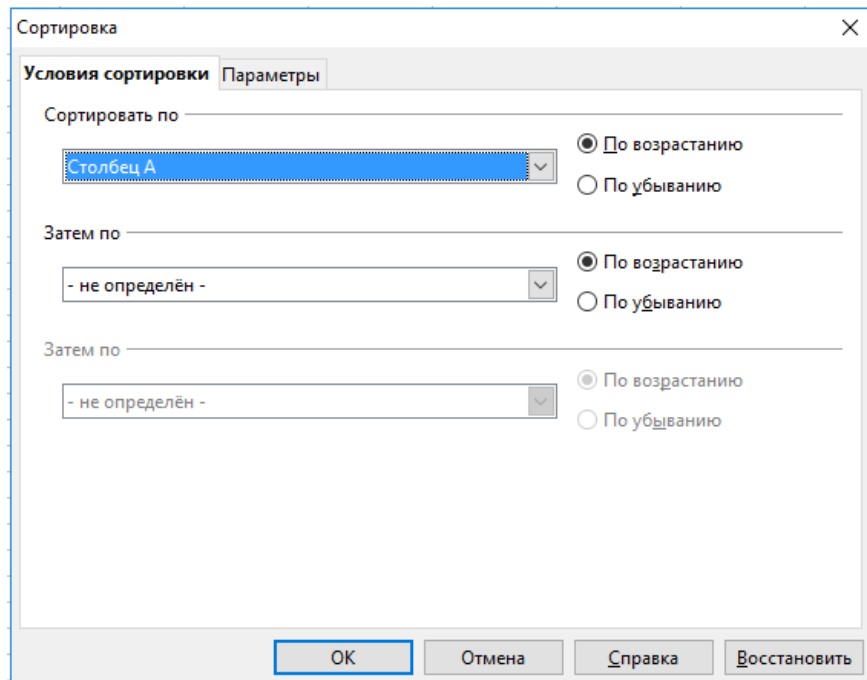 Сортировка
Условия сортировки Параметры
Сортировать по
Столбец A
По возрастанию
По убыванию
Затем по
- не определён -
По возрастанию
По убыванию
Затем по
- не определён -
По возрастанию
По убыванию
ОК Отмена Справка Восстановить